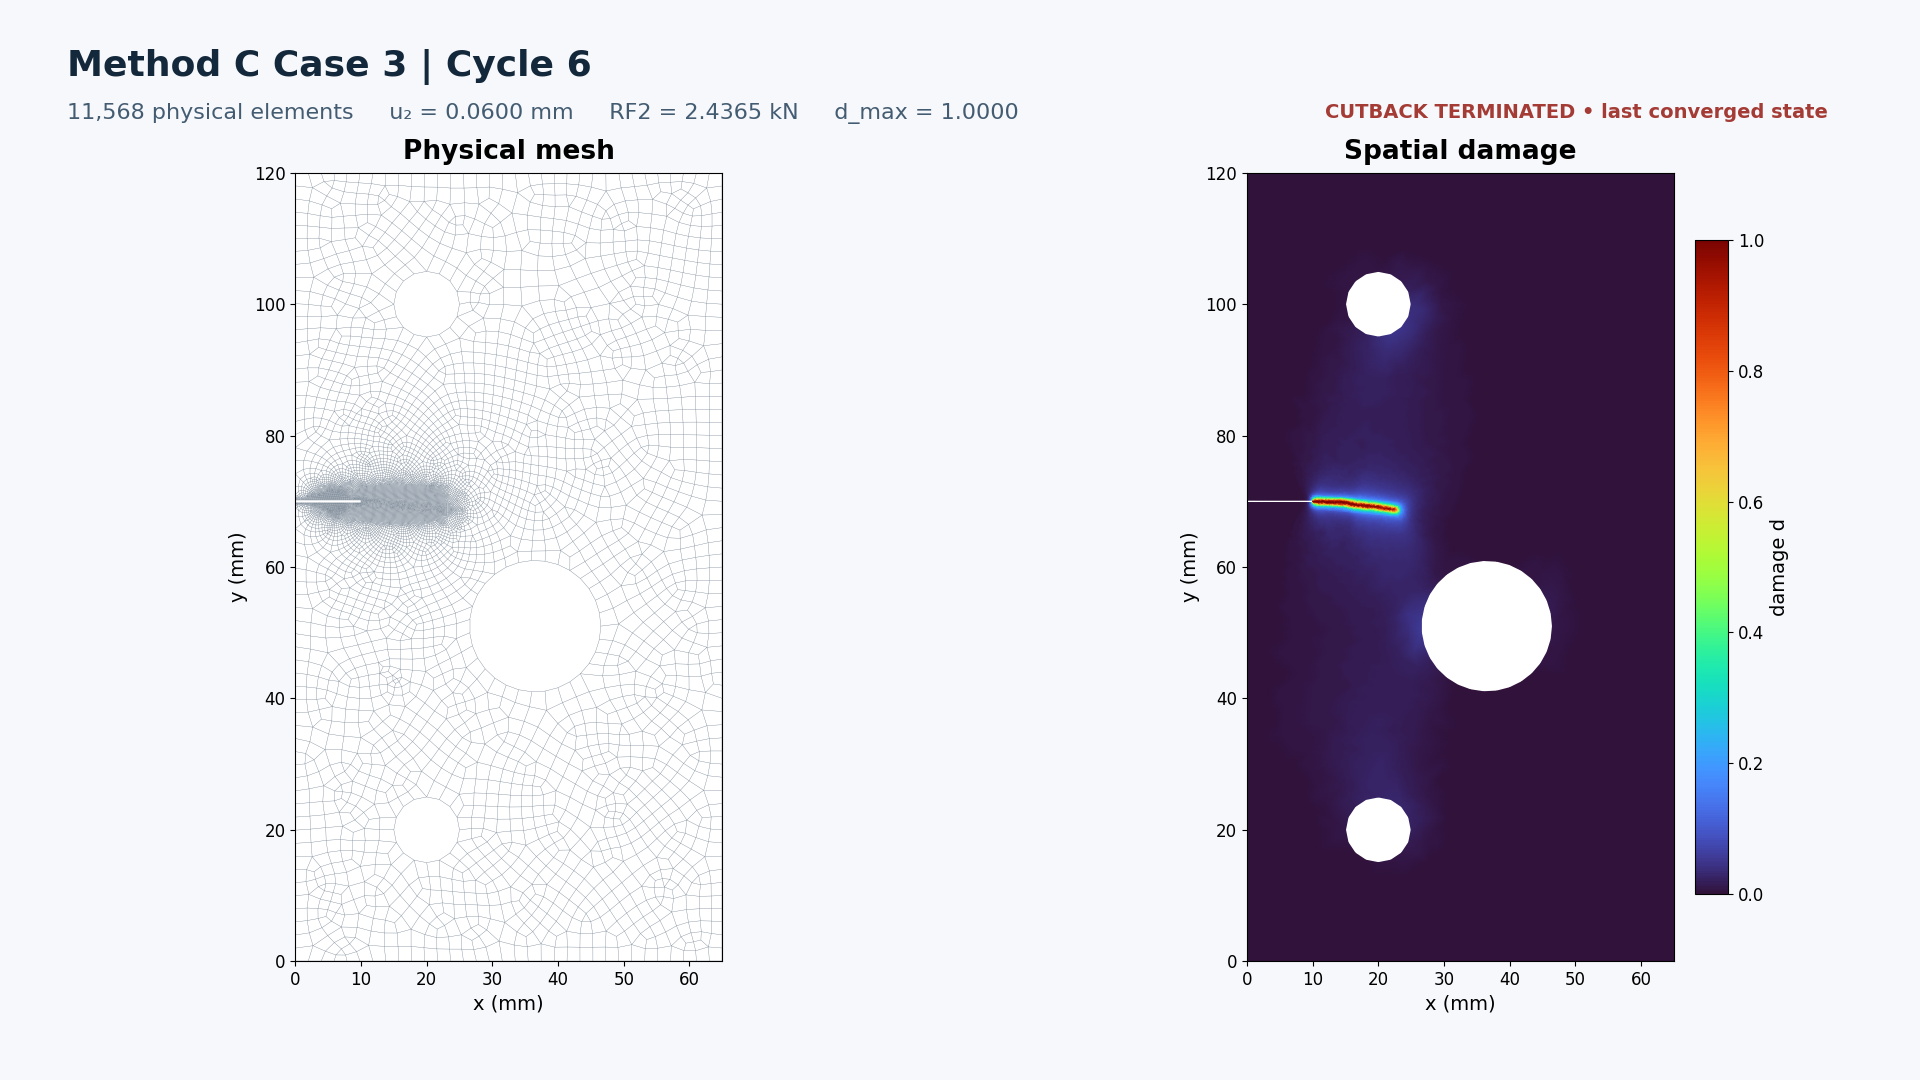 Method C Case 3 | Cycle 6
11,568 physical elements u₂ = 0.0600 mm RF2 = 2.4365 kN d_max = 1.0000
CUTBACK TERMINATED • last converged state
Physical mesh
120
100
80
60
40
20
0
y (mm)
0 10 20 30 40 50 60
x (mm)
Spatial damage
120
100
80
60
40
20
0
y (mm)
0 10 20 30 40 50 60
x (mm)
1.0
0.8
0.6
0.4
0.2
0.0
damage d